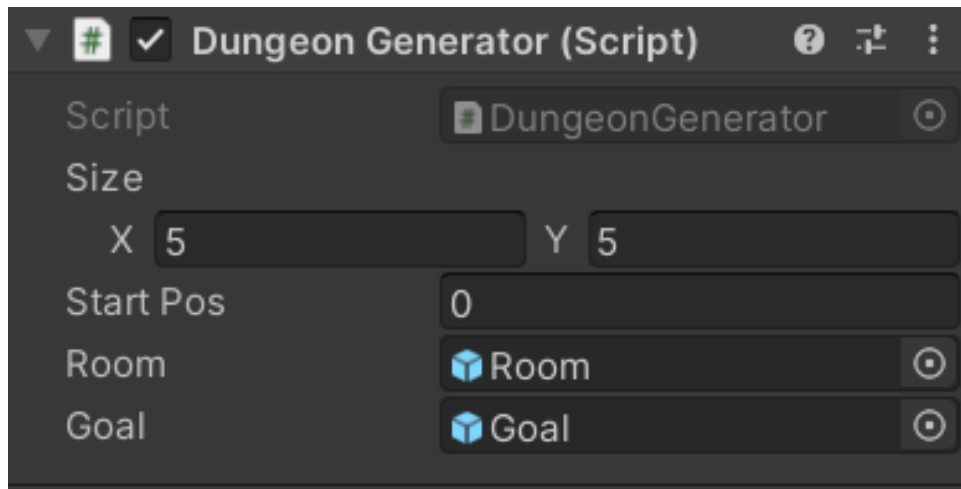 Dungeon Generator (Script)
Script DungeonGenerator
Size
X 5 Y 5
Start Pos 0
Room Room
Goal Goal